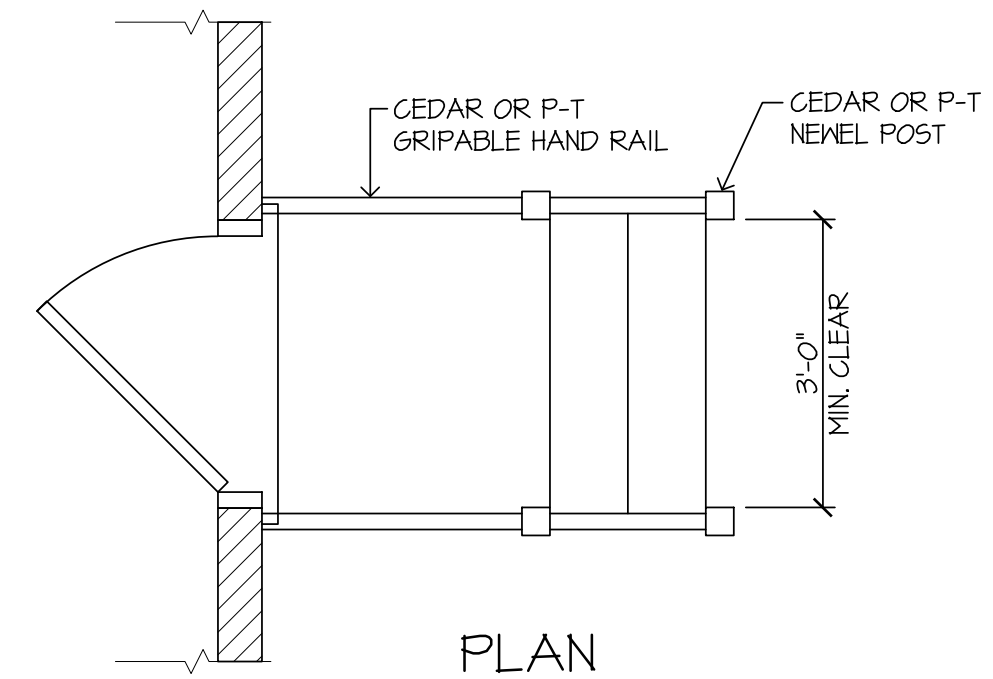 CEDAR OR P-T
GRIPABLE HAND RAIL
CEDAR OR P-T
NEWEL POST
3'-0"
MIN. CLEAR
PLAN